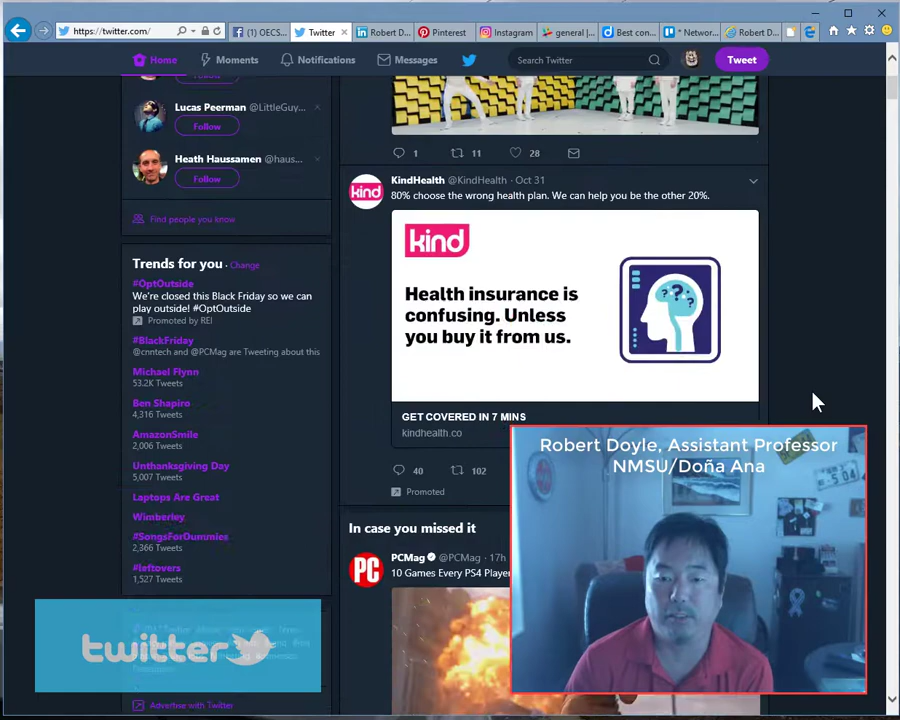 https://twitter.com/
(1) OECS...
Twitter
Robert D...
Pinterest
Instagram
general |...
Best con...
* Networ...
Robert D...
Home
Moments
Notifications
Messages
Search Twitter
Tweet
Follow
Lucas Peerman @LittleGuy...
Follow
Heath Haussamen @haus...
Follow
Find people you know
Trends for you · Change
#OptOutside
We're closed this Black Friday so we can
play outside! #OptOutside
Promoted by REI
#BlackFriday
@cnntech and @PCMag are Tweeting about this
Michael Flynn
53.2K Tweets
Ben Shapiro
4,316 Tweets
AmazonSmile
2,006 Tweets
Unthanksgiving Day
5,007 Tweets
Laptops Are Great
Wimberley
#SongsForDummies
2,366 Tweets
#leftovers
1,527 Tweets
twitter
Advertise with Twitter
1 11 28
KindHealth @KindHealth · Oct 31
80% choose the wrong health plan. We can help you be the other 20%.
kind
kind
Health insurance is
confusing. Unless
you buy it from us.
GET COVERED IN 7 MINS
kindhealth.co
40 102
Promoted
In case you missed it
PC
PCMag @PCMag · 17h
10 Games Every PS4 Player
Robert Doyle, Assistant Professor
NMSU/Doña Ana